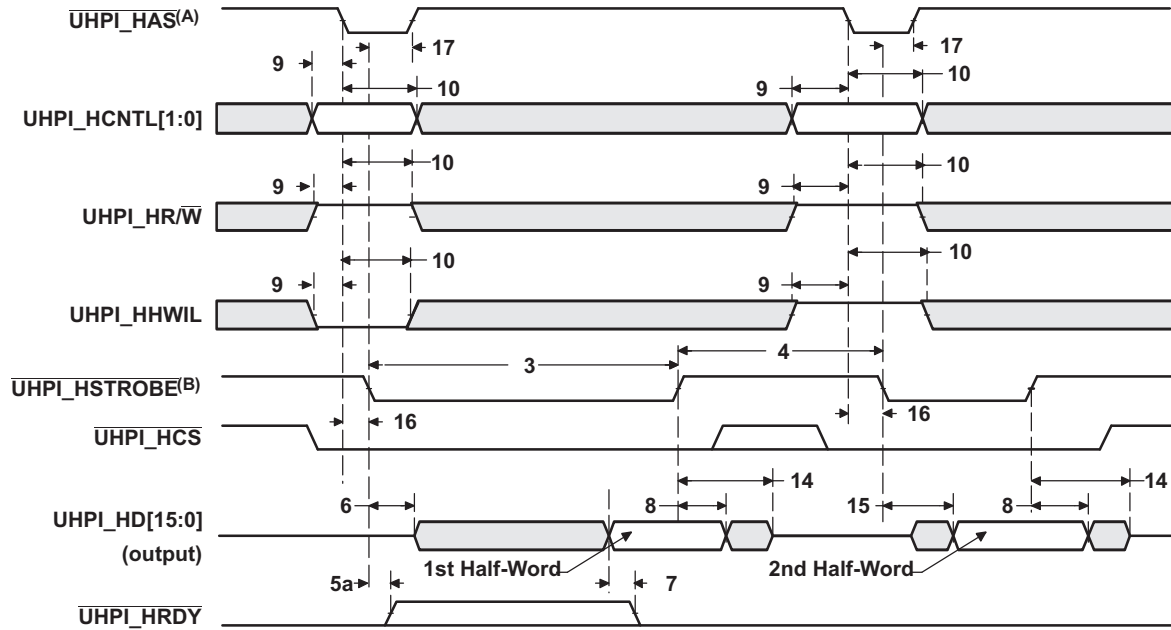 UHPI_HAS(A)
17
17
9
10
9
10
UHPI_HCNTL[1:0]
10
10
9
9
UHPI_HR/W
10
10
9
9
UHPI_HHWIL
3
4
UHPI_HSTROBE(B)
16
16
UHPI_HCS
14
14
6
8
15
8
UHPI_HD[15:0]
(output)
1st Half-Word
2nd Half-Word
5a
7
UHPI_HRDY